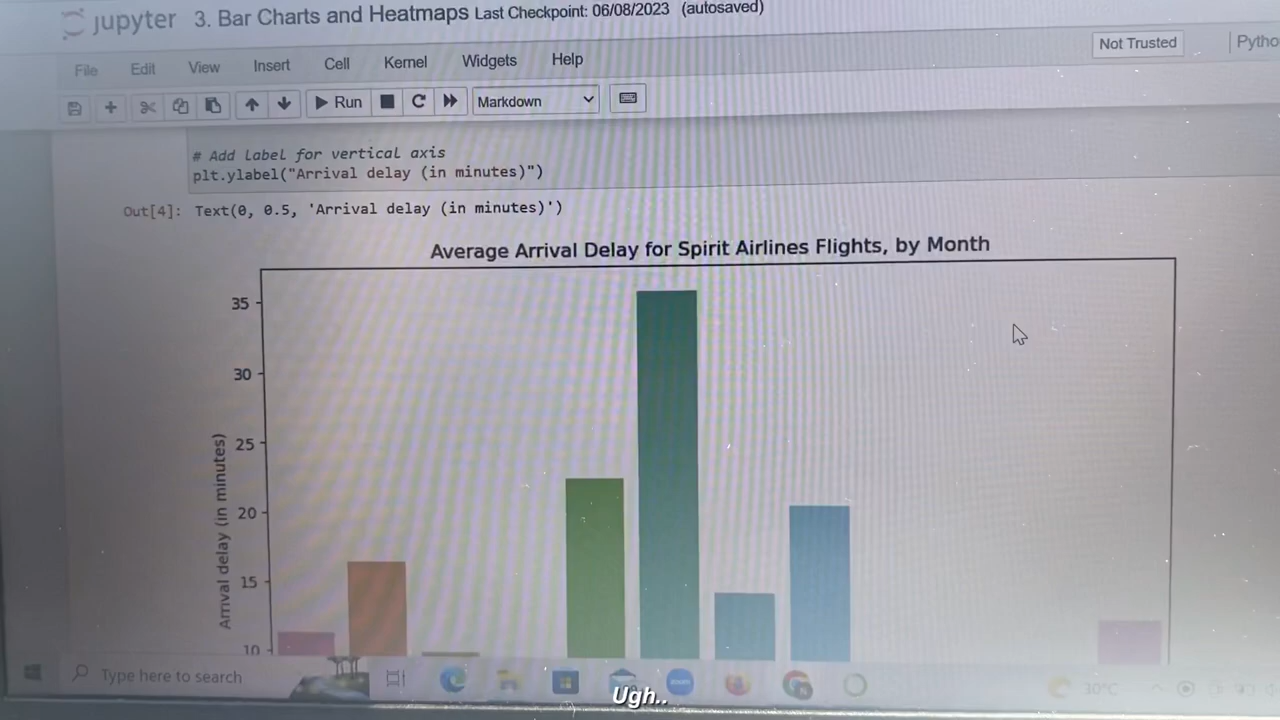 jupyter 3. Bar Charts and Heatmaps Last Checkpoint: 06/08/2023 (autosaved)
File Edit View Insert Cell Kernel Widgets Help Not Trusted Pytho
Run Markdown
# Add label for vertical axis
plt.ylabel("Arrival delay (in minutes)")
Out[4]: Text(0, 0.5, 'Arrival delay (in minutes)')
Average Arrival Delay for Spirit Airlines Flights, by Month
35
30
25
20
15
10
Arrival delay (in minutes)
Type here to search
zoom
30°C
Ugh..